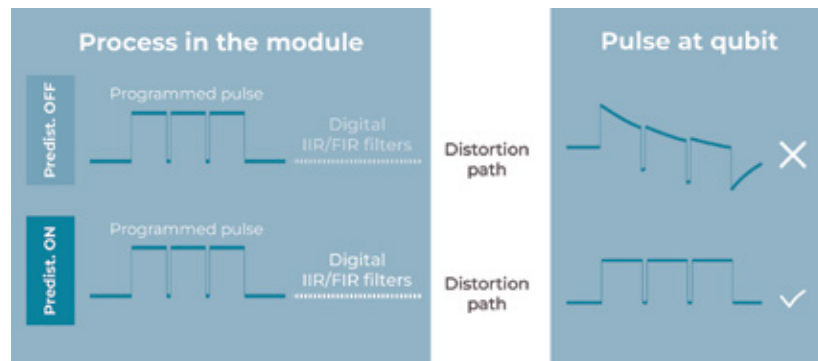 Process in the module
Pulse at qubit
Predist. OFF
Programmed pulse
Digital
IIR/FIR filters
Distortion
path
Predist. ON
Programmed pulse
Digital
IIR/FIR filters
Distortion
path